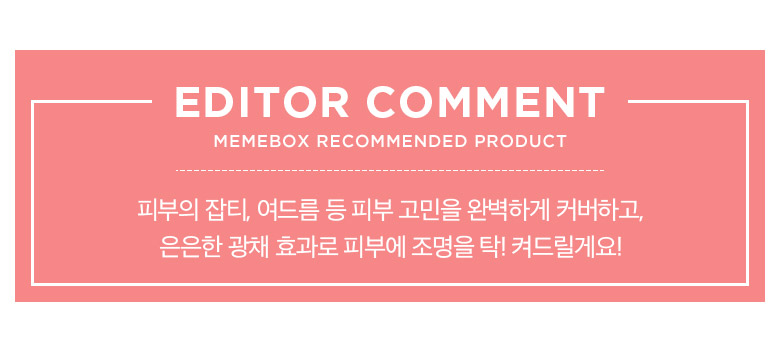 EDITOR COMMENT
MEMEBOX RECOMMENDED PRODUCT
피부의 잡티, 여드름 등 피부 고민을 완벽하게 커버하고,
은은한 광채 효과로 피부에 조명을 탁! 켜드릴게요!